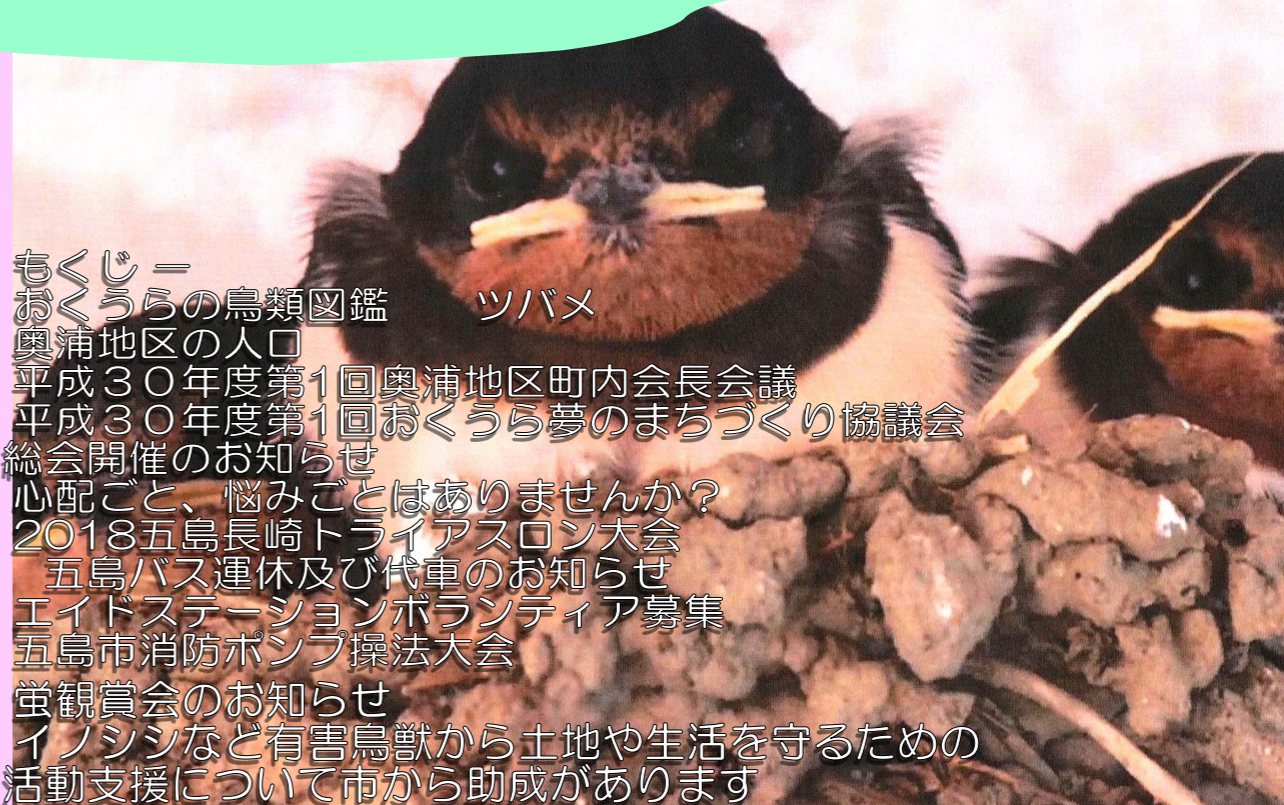 もくじ ー
おくうらの鳥類図鑑　　ツバメ
奥浦地区の人口
平成３０年度第1回奥浦地区町内会長会議
平成３０年度第1回おくうら夢のまちづくり協議会
総会開催のお知らせ
心配ごと、悩みごとはありませんか？
2018五島長崎トライアスロン大会
　五島バス運休及び代車のお知らせ
エイドステーションボランティア募集
五島市消防ポンプ操法大会
蛍観賞会のお知らせ
イノシシなど有害鳥獣から土地や生活を守るための
活動支援について市から助成があります